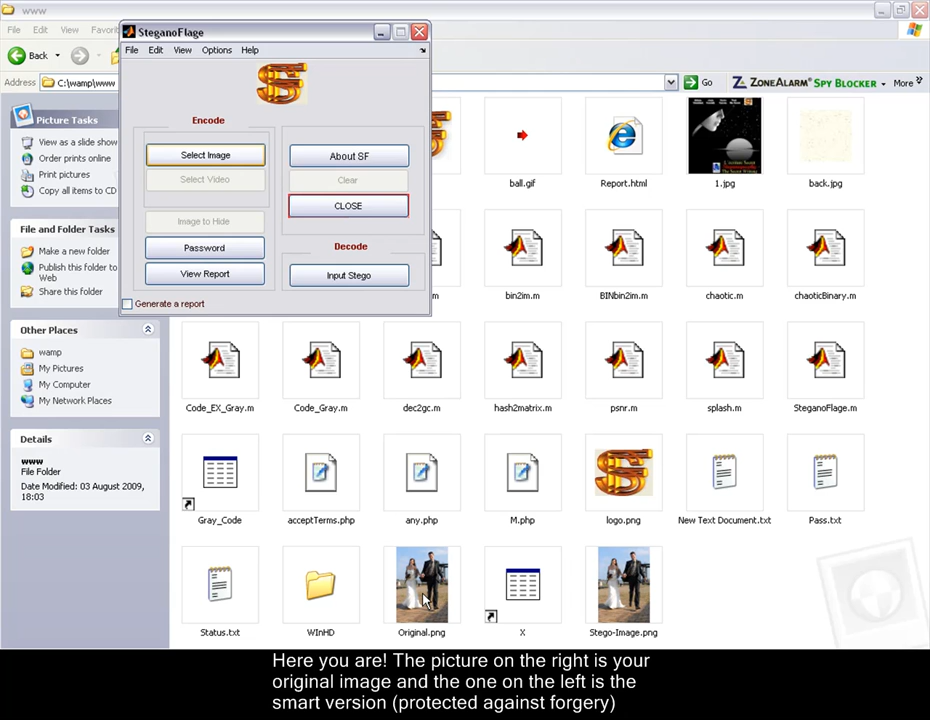 www
File Edit View Favorit
Back
Address C:\wamp\www
Go
ZONEALARM SPY BLOCKER
More
SteganoFlage
File Edit View Options Help
Encode
Select Image
Select Video
Image to Hide
Password
View Report
Generate a report
About SF
Clear
CLOSE
Decode
Input Stego
Picture Tasks
View as a slide show
Order prints online
Print pictures
Copy all items to CD
File and Folder Tasks
Make a new folder
Publish this folder to
Web
Share this folder
Other Places
wamp
My Pictures
My Computer
My Network Places
Details
www
File Folder
Date Modified: 03 August 2009,
18:03
ball.gif Report.html 1.jpg back.jpg
.m bin2im.m BINbin2im.m chaotic.m chaoticBinary.m
Code_EX_Gray.m Code_Gray.m dec2gc.m hash2matrix.m psnr.m splash.m SteganoFlage.m
Gray_Code acceptTerms.php any.php M.php logo.png New Text Document.txt Pass.txt
Status.txt WInHD Original.png X Stego-Image.png
Here you are! The picture on the right is your
original image and the one on the left is the
smart version (protected against forgery)